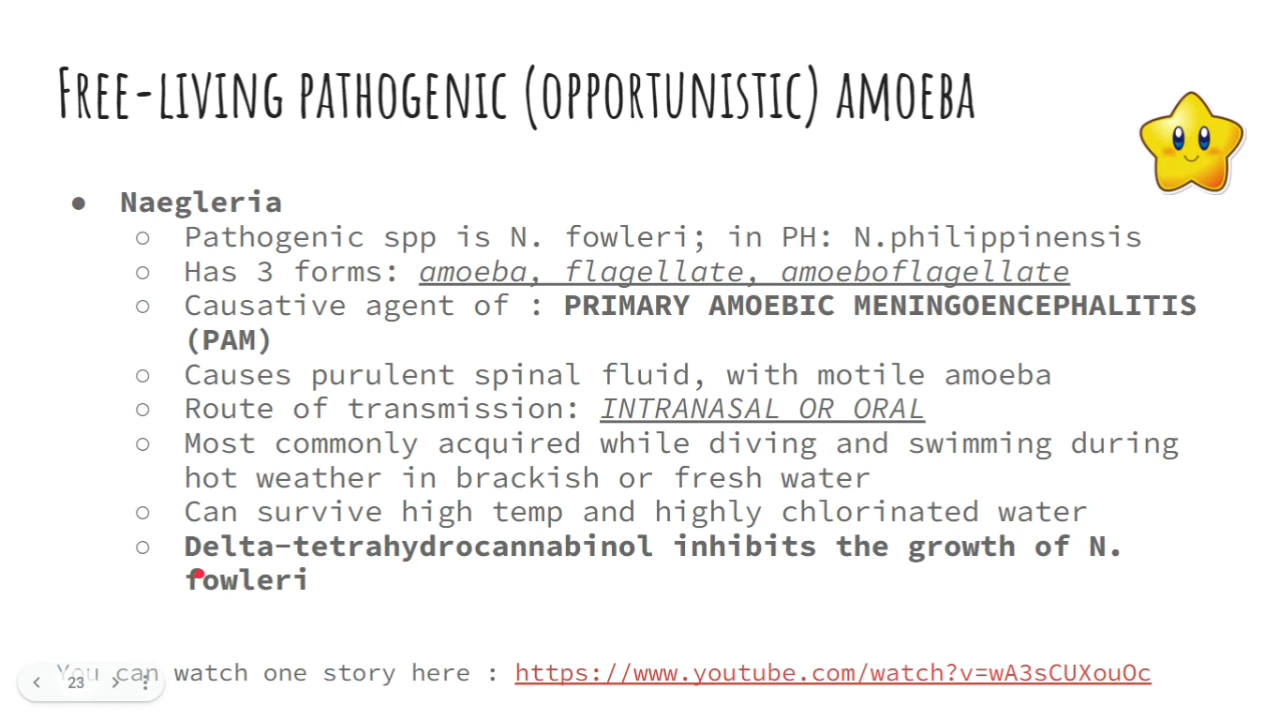 Free-living pathogenic (opportunistic) amoeba
● Naegleria
○ Pathogenic spp is N. fowleri; in PH: N.philippinensis
○ Has 3 forms: amoeba, flagellate, amoeboflagellate
○ Causative agent of : PRIMARY AMOEBIC MENINGOENCEPHALITIS
(PAM)
○ Causes purulent spinal fluid, with motile amoeba
○ Route of transmission: INTRANASAL OR ORAL
○ Most commonly acquired while diving and swimming during
hot weather in brackish or fresh water
○ Can survive high temp and highly chlorinated water
○ Delta-tetrahydrocannabinol inhibits the growth of N.
fowleri
You can watch one story here : https://www.youtube.com/watch?v=wA3sCUXouOc
23